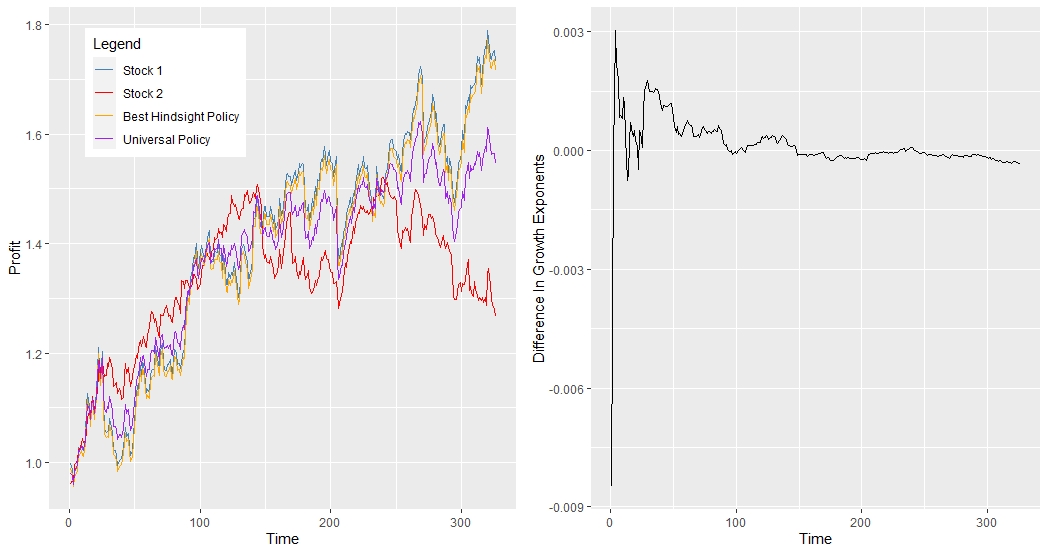 1.8
1.6
1.4
1.2
1.0
Profit
Legend
Stock 1
Stock 2
Best Hindsight Policy
Universal Policy
0
100
200
300
Time
0.003
0.000
-0.003
-0.006
-0.009
Difference In Growth Exponents
0
100
200
300
Time